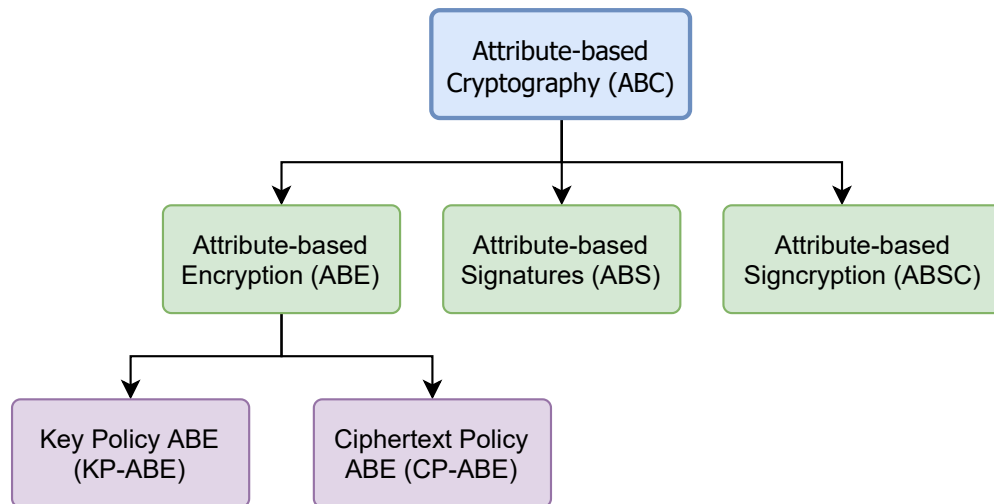 Attribute-based
Cryptography (ABC)
Attribute-based
Encryption (ABE)
Attribute-based
Signatures (ABS)
Attribute-based
Signcryption (ABSC)
Key Policy ABE
(KP-ABE)
Ciphertext Policy
ABE (CP-ABE)